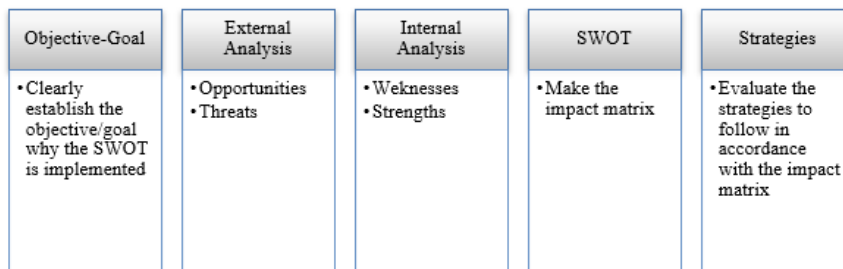 Objective-Goal
•Clearly
establish the
objective/goal
why the SWOT
is implemented
External
Analysis
•Opportunities
•Threats
Internal
Analysis
•Weknesses
•Strengths
SWOT
•Make the
impact matrix
Strategies
•Evaluate the
strategies to
follow in
accordance
with the impact
matrix